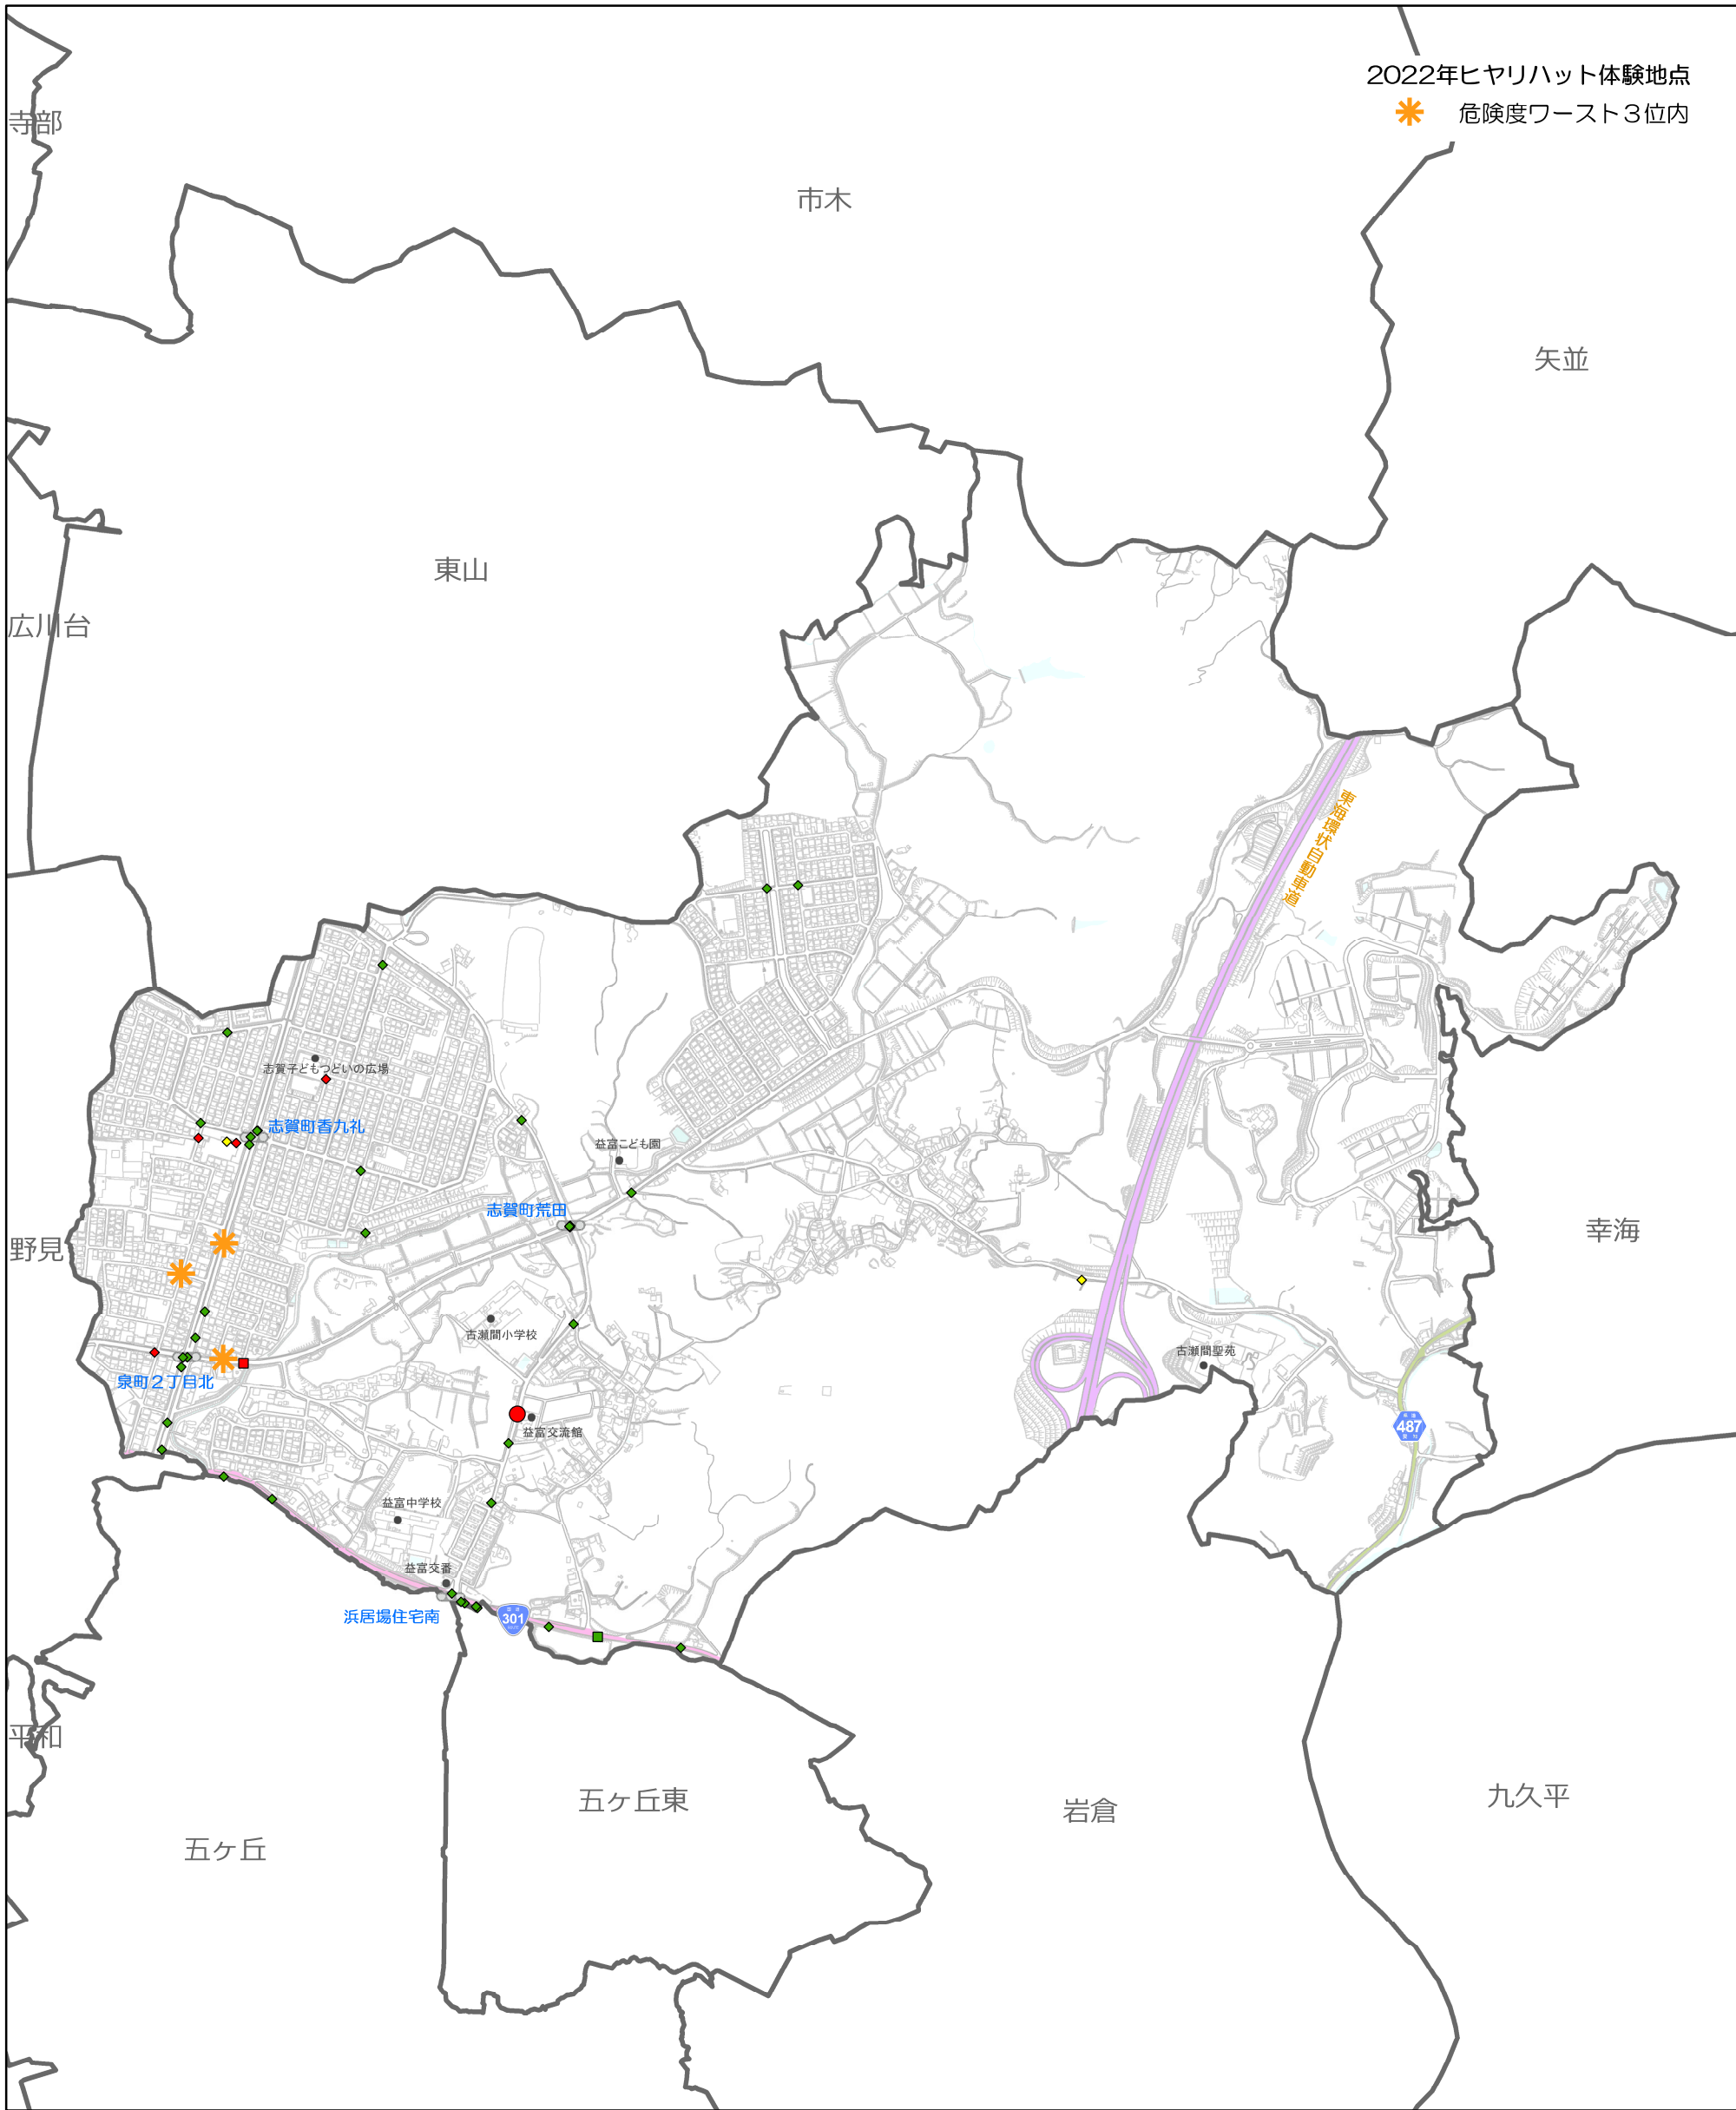 2022年ヒヤリハット体験地点
危険度ワースト3位内
寺部
市木
矢並
東山
広川台
東海環状自動車道
志賀子どもつどいの広場
志賀町香九礼
益富こども園
志賀町荒田
野見
幸海
古瀬間小学校
古瀬間聖苑
泉町2丁目北
487
益富交流館
益富中学校
益富交番
浜居場住宅南
301
平和
五ヶ丘東
岩倉
九久平
五ヶ丘